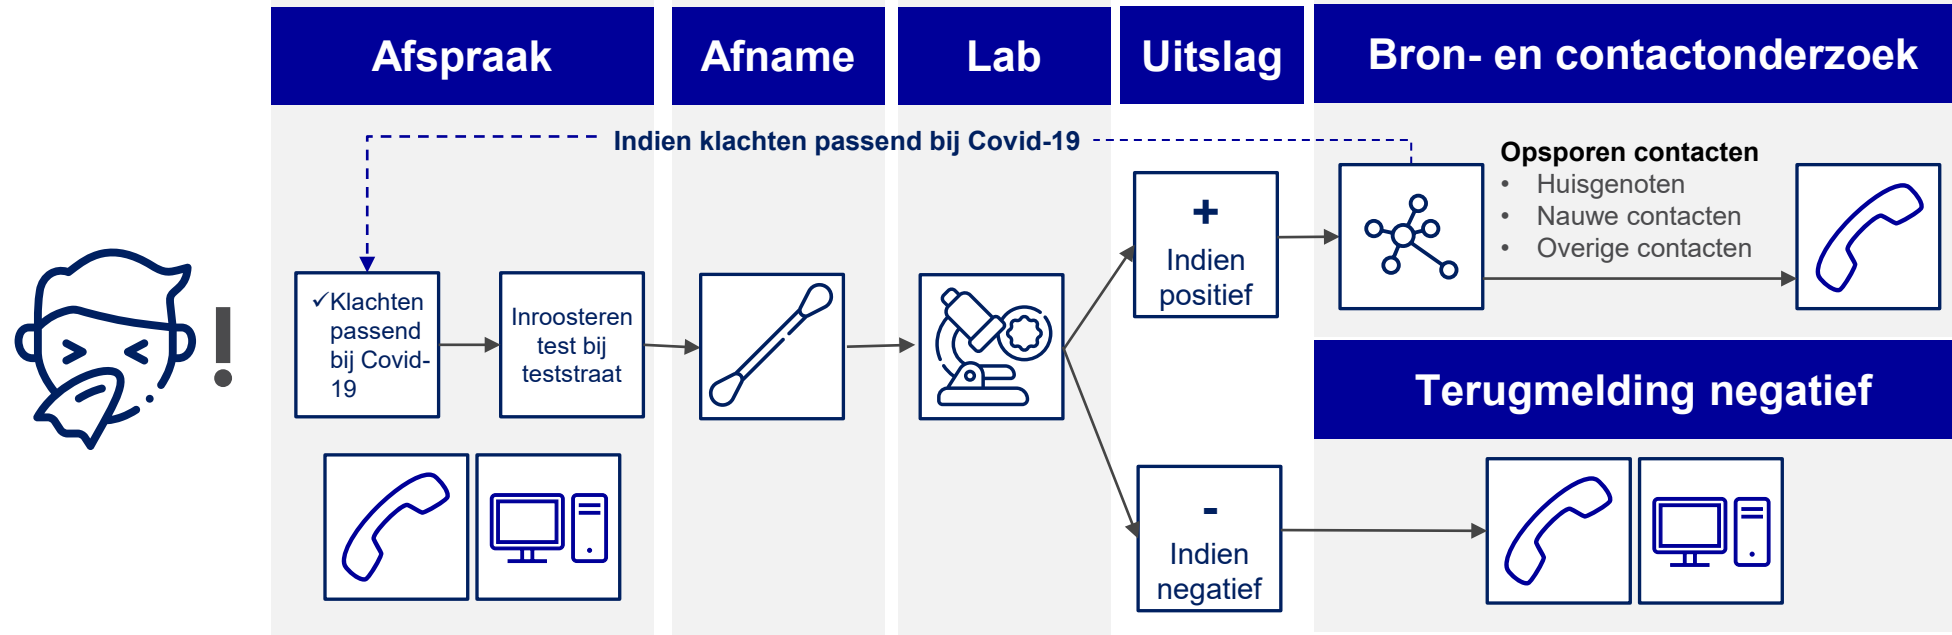 Afspraak
Afname
Lab
Uitslag
Bron- en contactonderzoek
Indien klachten passend bij Covid-19
Opsporen contacten
• Huisgenoten
• Nauwe contacten
• Overige contacten
+
Indien
positief
✓Klachten
passend
bij Covid-
19
Inroosteren
test bij
teststraat
!
Terugmelding negatief
-
Indien
negatief